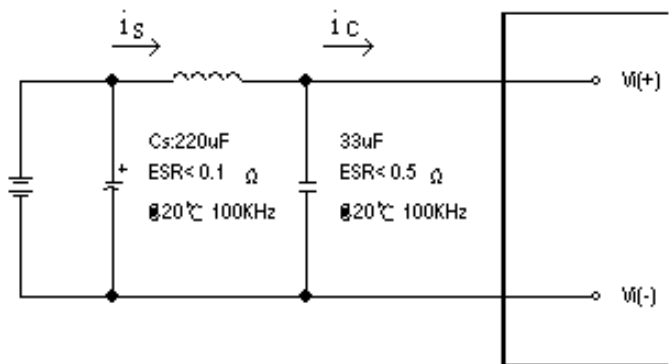 iS
iC
Vi(+)
Cs:220uF
ESR< 0.1 Ω
@20℃ 100KHz
33uF
ESR< 0.5 Ω
@20℃ 100KHz
+
Vi(-)